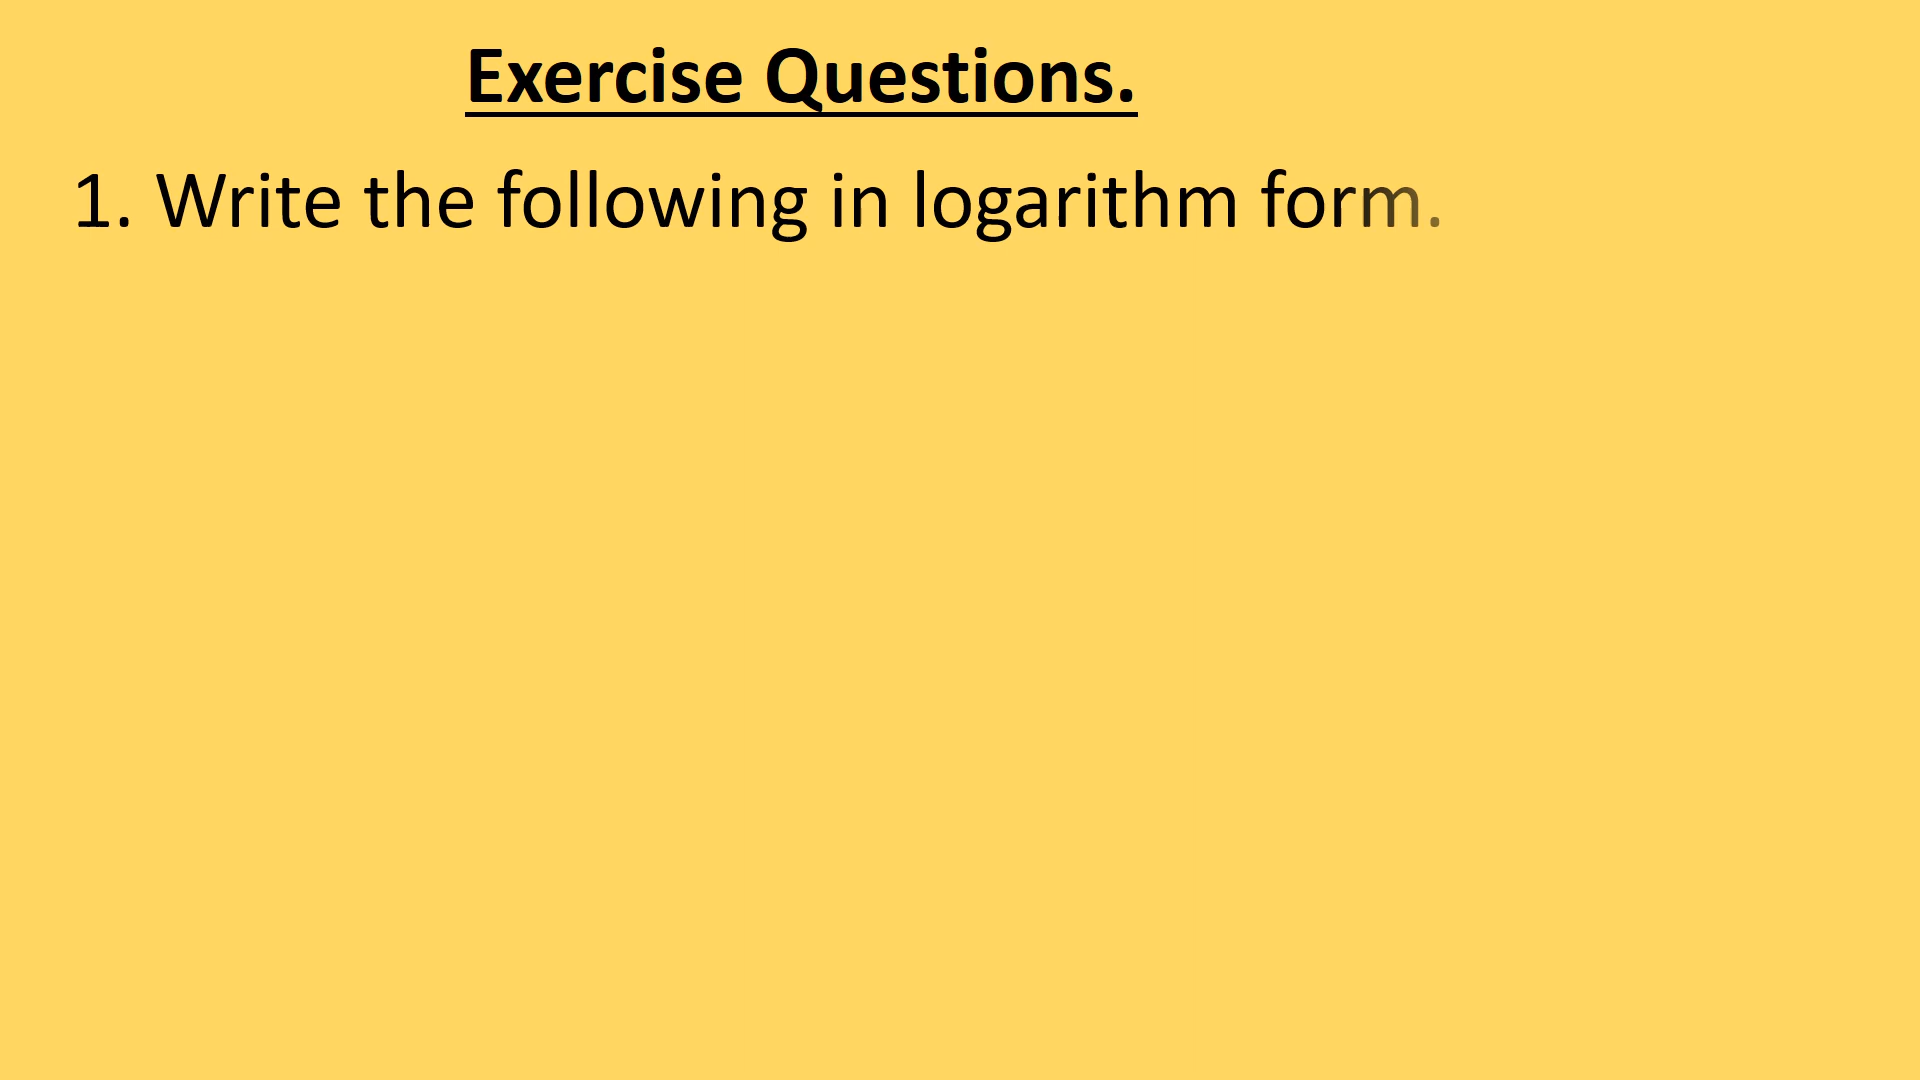 Exercise Questions.
1. Write the following in logarithm form.